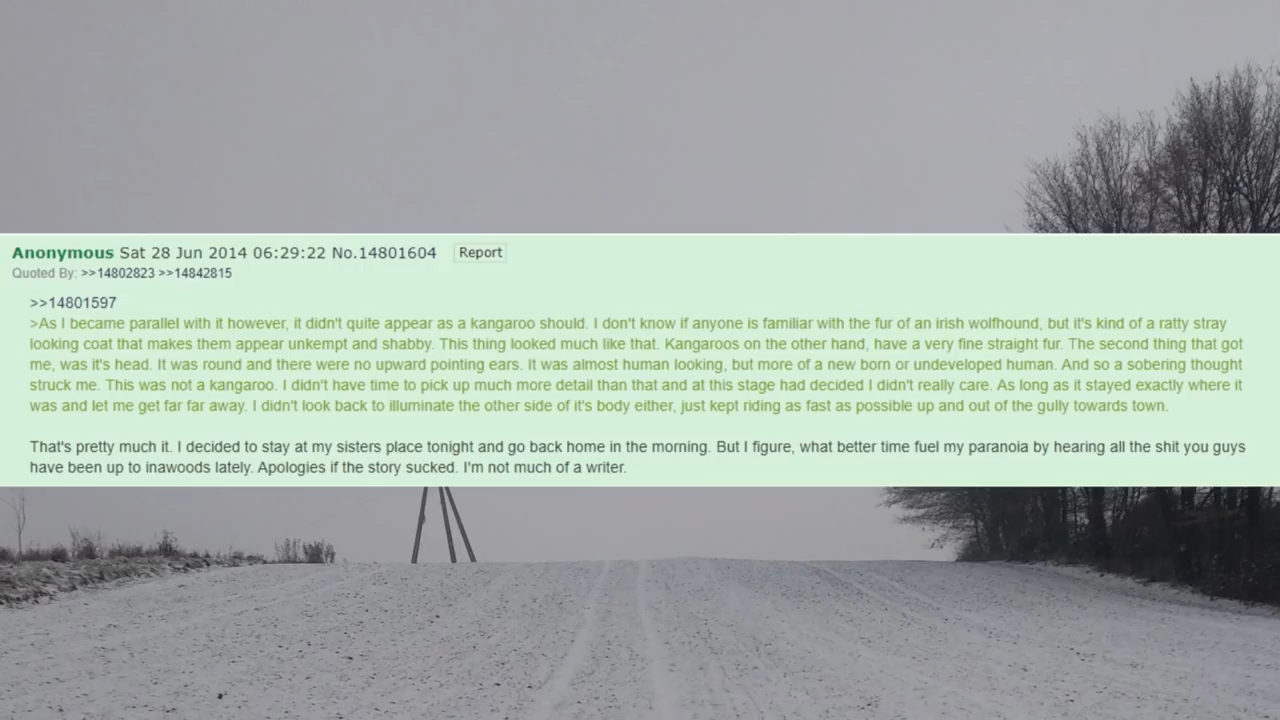 Anonymous Sat 28 Jun 2014 06:29:22 No.14801604 Report
Quoted By: >>14802823 >>14842815
>>14801597
>As I became parallel with it however, it didn't quite appear as a kangaroo should. I don't know if anyone is familiar with the fur of an irish wolfhound, but it's kind of a ratty stray
looking coat that makes them appear unkempt and shabby. This thing looked much like that. Kangaroos on the other hand, have a very fine straight fur. The second thing that got
me, was it's head. It was round and there were no upward pointing ears. It was almost human looking, but more of a new born or undeveloped human. And so a sobering thought
struck me. This was not a kangaroo. I didn't have time to pick up much more detail than that and at this stage had decided I didn't really care. As long as it stayed exactly where it
was and let me get far far away. I didn't look back to illuminate the other side of it's body either, just kept riding as fast as possible up and out of the gully towards town.
That's pretty much it. I decided to stay at my sisters place tonight and go back home in the morning. But I figure, what better time fuel my paranoia by hearing all the shit you guys
have been up to inawoods lately. Apologies if the story sucked. I'm not much of a writer.